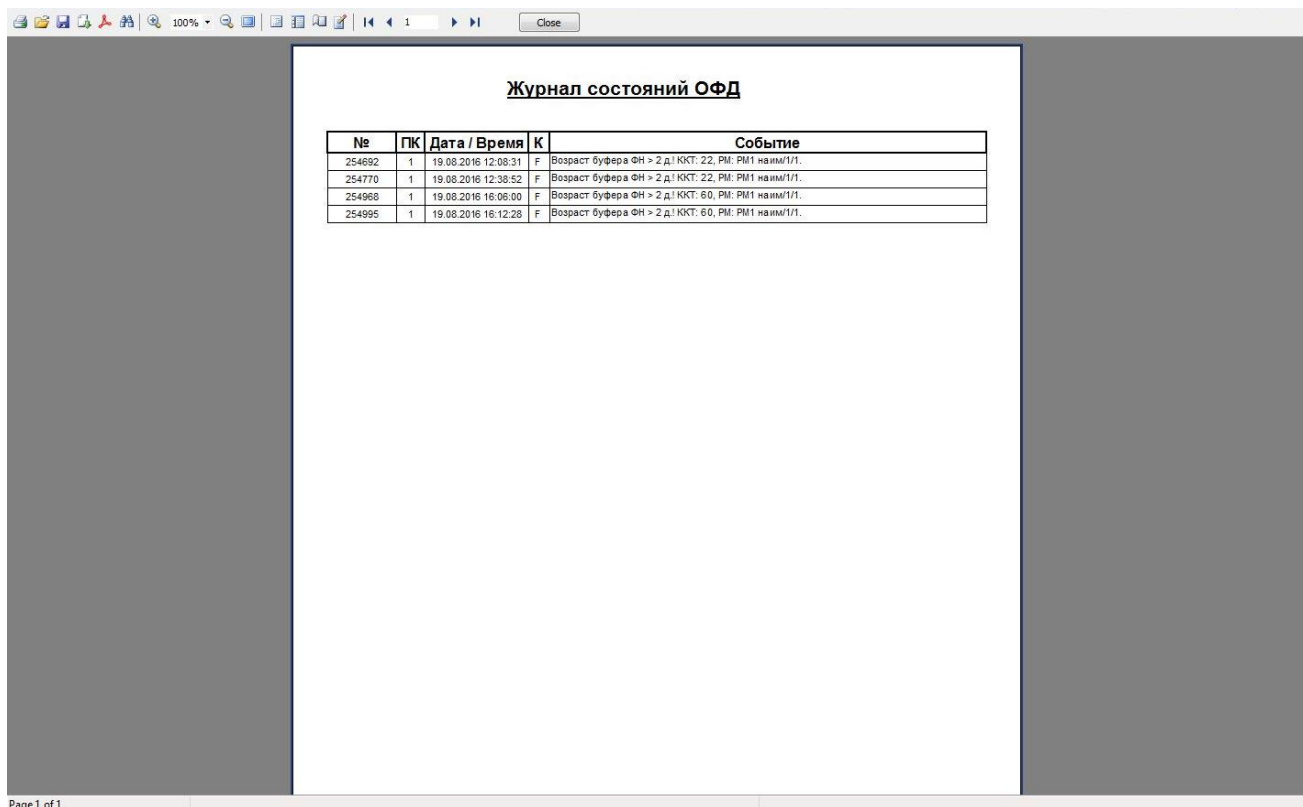 100%
1
Close
Журнал состояний ОФД
№ ПК Дата / Время К Событие
254692 1 19.08.2016 12:08:31 F Возраст буфера ФН > 2 д.! ККТ: 22, РМ: РМ1 наим/1/1.
254770 1 19.08.2016 12:38:52 F Возраст буфера ФН > 2 д.! ККТ: 22, РМ: РМ1 наим/1/1.
254968 1 19.08.2016 16:06:00 F Возраст буфера ФН > 2 д.! ККТ: 60, РМ: РМ1 наим/1/1.
254995 1 19.08.2016 16:12:28 F Возраст буфера ФН > 2 д.! ККТ: 60, РМ: РМ1 наим/1/1.
Page 1 of 1